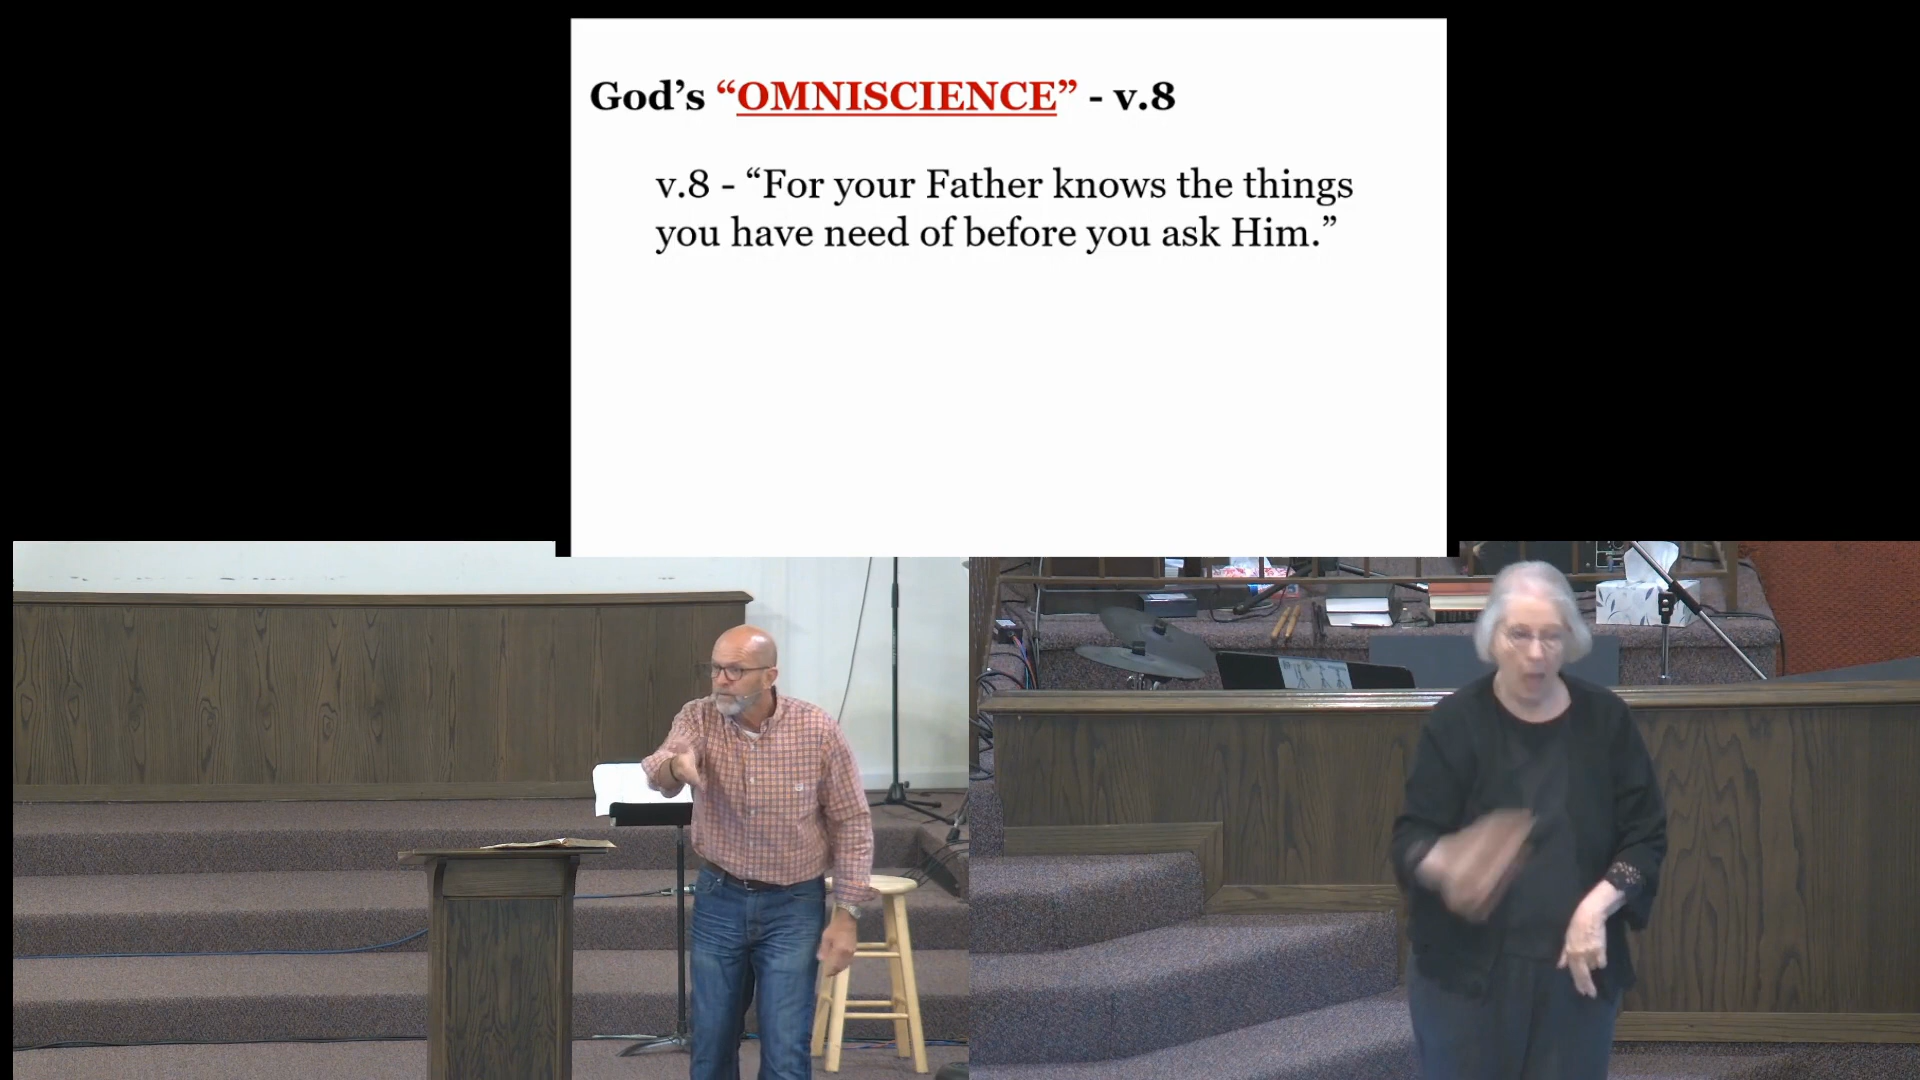 God’s “OMNISCIENCE” - v.8
v.8 - “For your Father knows the things
you have need of before you ask Him.”